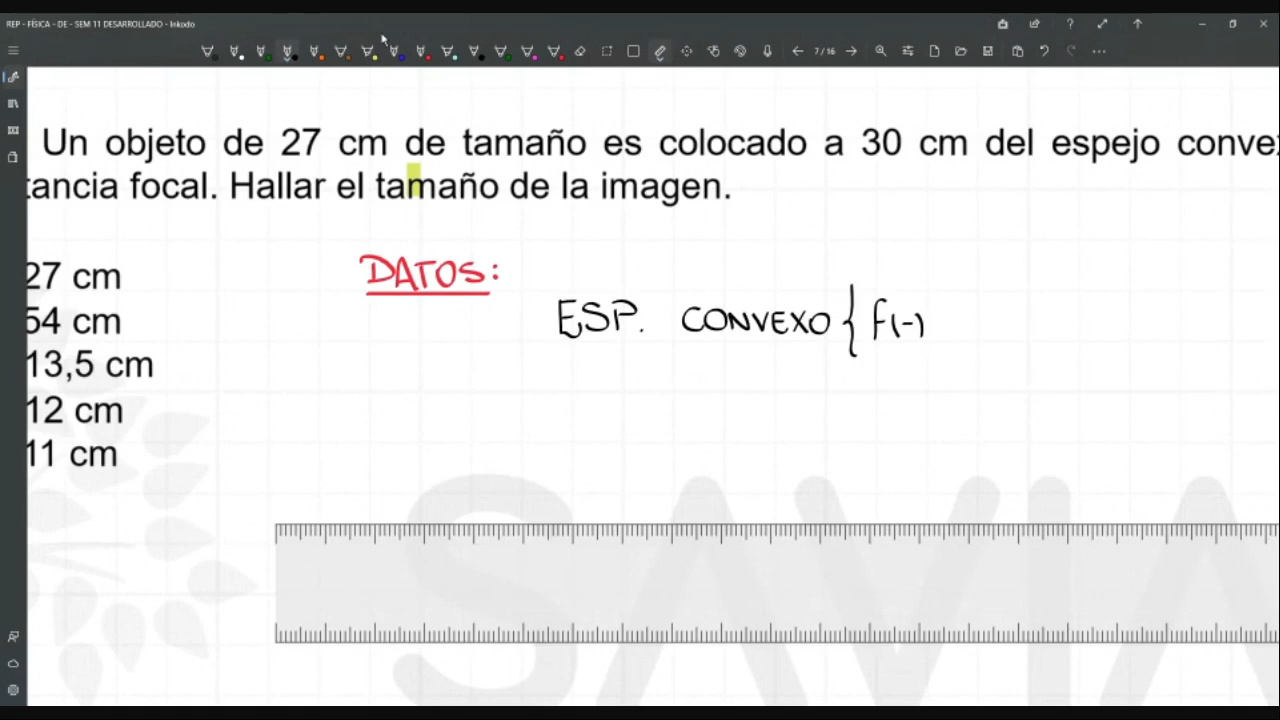 REP - FÍSICA - DE - SEM 11 DESARROLLADO - Inkodo
7/16
Un objeto de 27 cm de tamaño es colocado a 30 cm del espejo conve
tancia focal. Hallar el tamaño de la imagen.
DATOS:
ESP. CONVEXO { f(-)
27 cm
54 cm
13,5 cm
12 cm
11 cm
SAVIA